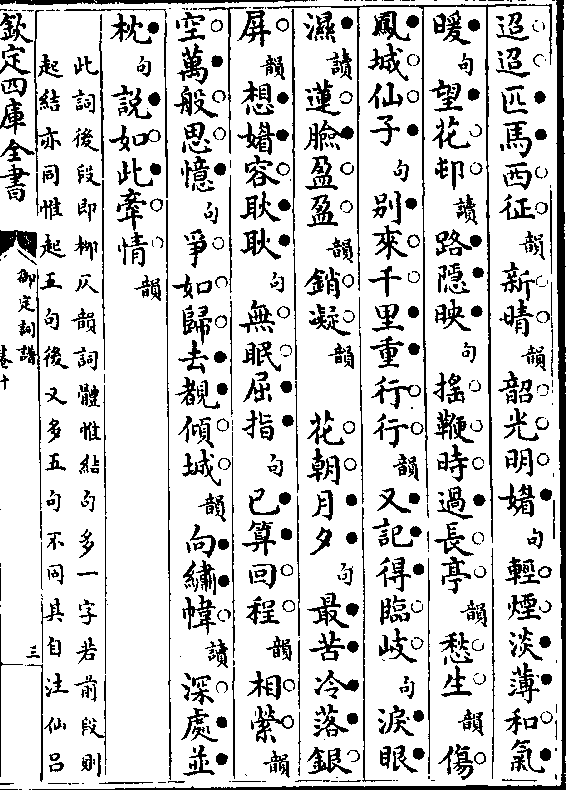 迢迢匹馬西征韻新晴韻韶光明媚句輕煙淡薄和氣
暖句望花邨讀路隱映句搖鞭時過長亭韻愁生韻傷
鳳城仙子句別來千里重行行韻又記得臨岐句淚眼
濕讀蓮臉盈盈韻銷凝韻　花朝月夕句最苦冷落銀
屏韻想媚容耿耿句無眠屈指句已算回程韻相縈韻
空萬般思憶句爭如歸去覩傾城韻向繡幃讀深處並
枕句說如此牽情韻
此詞後段即柳仄韻詞體惟結句多一字若前段則
起結亦同惟起五句後又多五句不同其自注仙呂
欽定四庫全書
御定詞譜
卷十
三